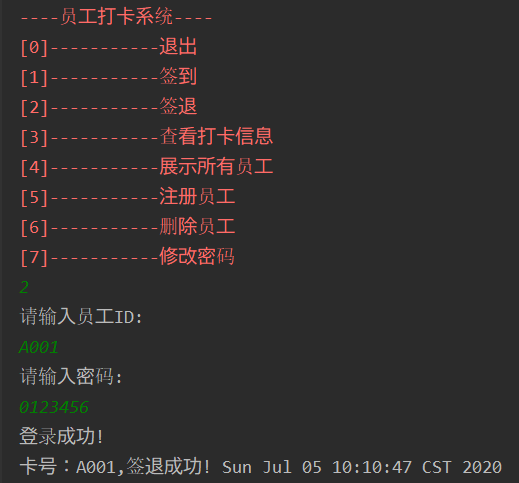 ----员工打卡系统----
[0]-----------退出
[1]-----------签到
[2]-----------签退
[3]-----------查看打卡信息
[4]-----------展示所有员工
[5]-----------注册员工
[6]-----------删除员工
[7]-----------修改密码
2
请输入员工ID:
A001
请输入密码:
0123456
登录成功!
卡号：A001,签退成功! Sun Jul 05 10:10:47 CST 2020